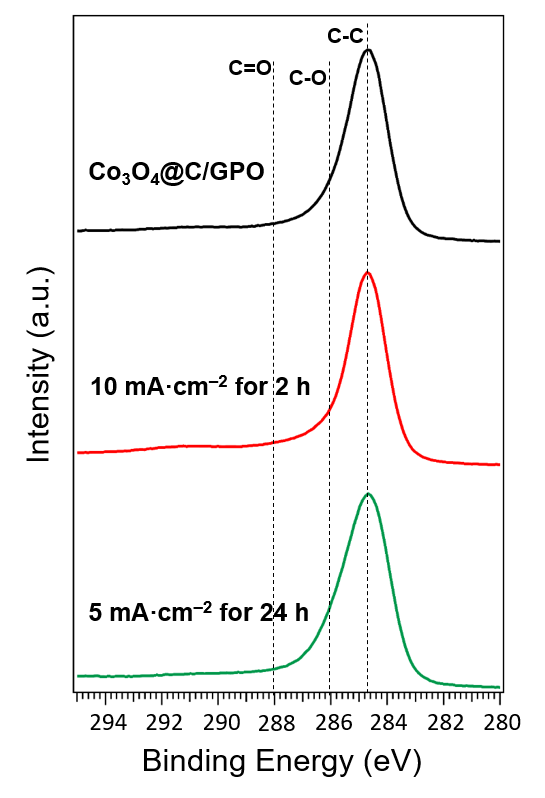 C-C
C=O
C-O
Co₃O₄@C/GPO
10 mA·cm⁻² for 2 h
5 mA·cm⁻² for 24 h
Intensity (a.u.)
294 292 290 288 286 284 282 280
Binding Energy (eV)